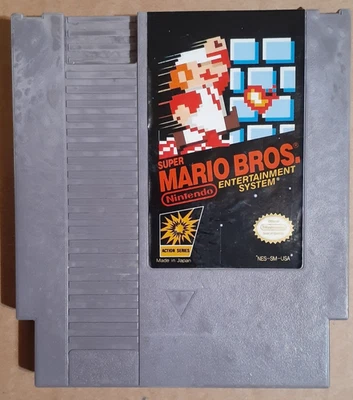 SUPER
MARIO BROS.
Nintendo
ENTERTAINMENT
SYSTEM
ACTION SERIES
Made in Japan
NES-SM-USA